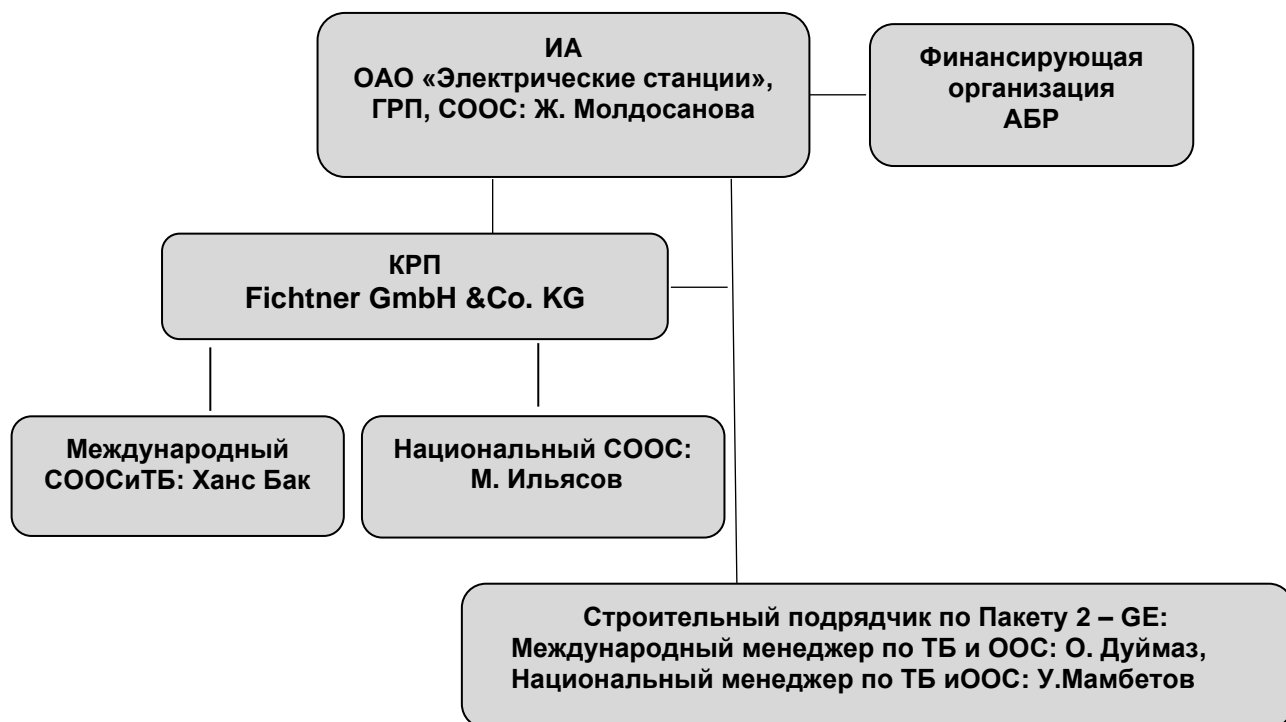 ИА
ОАО «Электрические станции»,
ГРП, СООС: Ж. Молдосанова
Финансирующая
организация
АБР
КРП
Fichtner GmbH &Co. KG
Международный
СООСиТБ: Ханс Бак
Национальный СООС:
М. Ильясов
Строительный подрядчик по Пакету 2 – GE:
Международный менеджер по ТБ и ООС: О. Дуймаз,
Национальный менеджер по ТБ иООС: У.Мамбетов